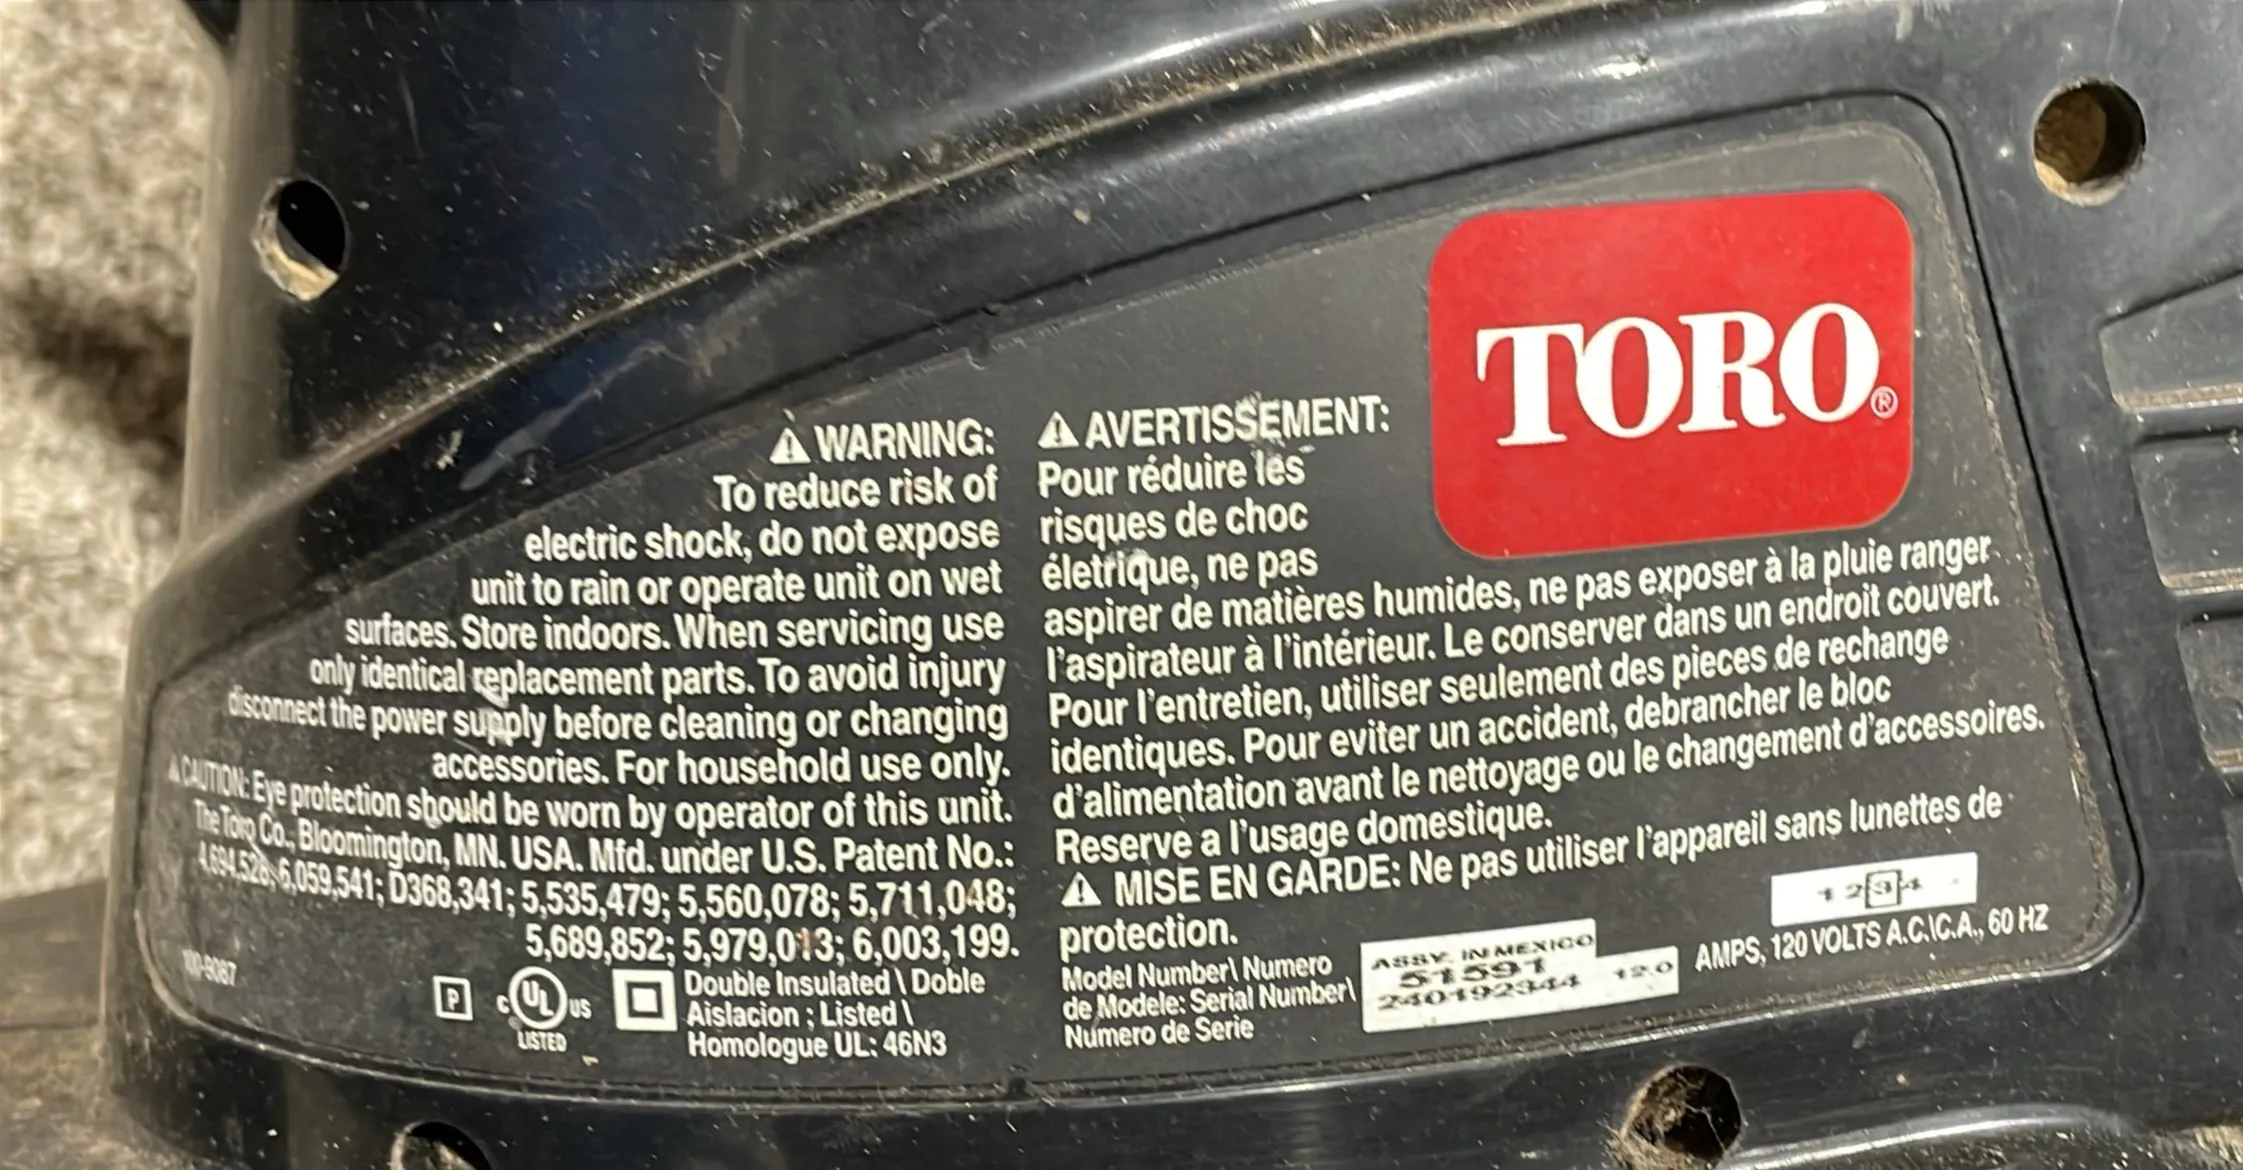 TORO®
⚠ WARNING:
To reduce risk of
electric shock, do not expose
unit to rain or operate unit on wet
surfaces. Store indoors. When servicing use
only identical replacement parts. To avoid injury
disconnect the power supply before cleaning or changing
accessories. For household use only.
⚠ CAUTION: Eye protection should be worn by operator of this unit.
The Toro Co., Bloomington, MN. USA. Mfd. under U.S. Patent No.:
4,694,528; 6,059,541; D368,341; 5,535,479; 5,560,078; 5,711,048;
5,689,852; 5,979,013; 6,003,199.
100-9087
P
C UL US
LISTED
Double Insulated \ Doble
Aislacion ; Listed \
Homologue UL: 46N3
⚠ AVERTISSEMENT:
Pour réduire les
risques de choc
életrique, ne pas
aspirer de matières humides, ne pas exposer à la pluie ranger
l'aspirateur à l'intérieur. Le conserver dans un endroit couvert.
Pour l'entretien, utiliser seulement des pieces de rechange
identiques. Pour eviter un accident, debrancher le bloc
d'alimentation avant le nettoyage ou le changement d'accessoires.
Reserve a l'usage domestique.
⚠ MISE EN GARDE: Ne pas utiliser l'appareil sans lunettes de
protection.
Model Number\ Numero
de Modele: Serial Number\
Numero de Serie
ASSY. IN MEXICO
51591
240192344 12.0
1 2 3 4
AMPS, 120 VOLTS A.C.\C.A., 60 HZ